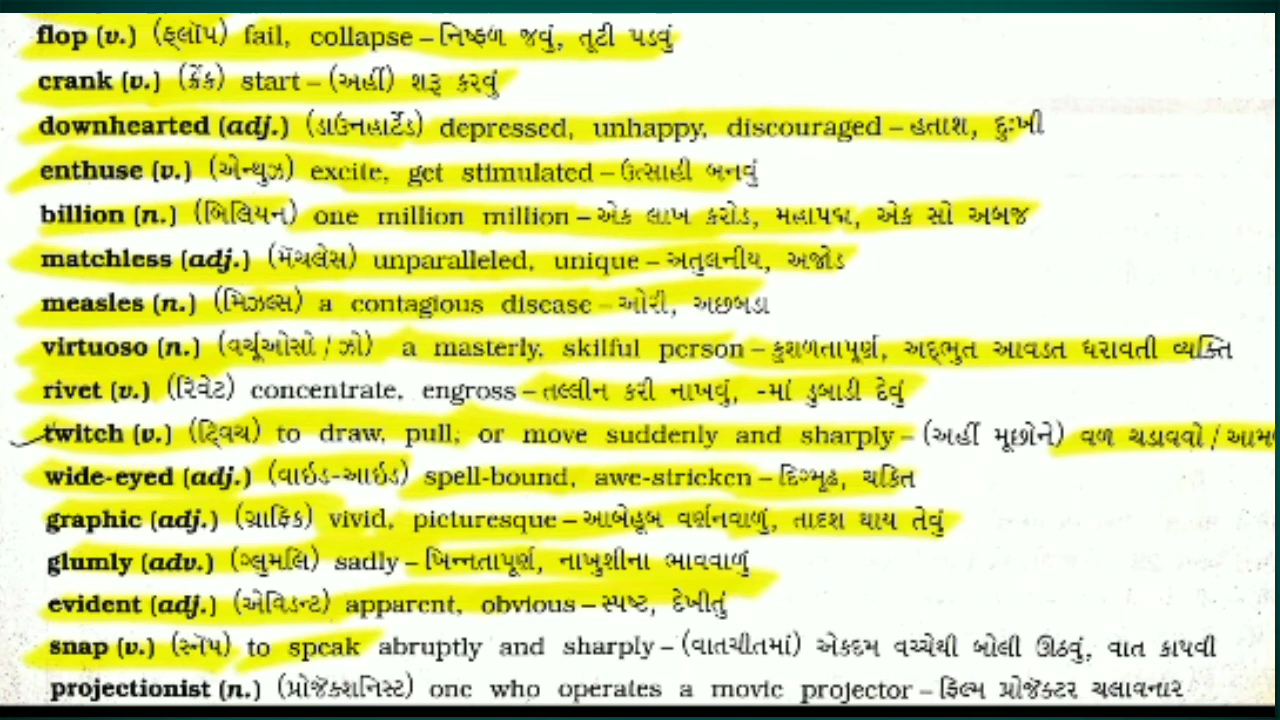 flop (v.) (ફ્લૉપ) fail, collapse – નિષ્ફળ જવું, તૂટી પડવું
crank (v.) (ક્રૅંક) start – (અહીં) શરૂ કરવું
downhearted (adj.) (ડાઉનહાર્ટેડ) depressed, unhappy, discouraged – હતાશ, દુઃખી
enthuse (v.) (એન્થુઝ) excite, get stimulated – ઉત્સાહી બનવું
billion (n.) (બિલિયન) one million million – એક લાખ કરોડ, મહાપદ્મ, એક સો અબજ
matchless (adj.) (મૅચલેસ) unparalleled, unique – અતુલનીય, અજોડ
measles (n.) (મિઝલ્સ) a contagious disease – ઓરી, અછબડા
virtuoso (n.) (વર્ચૂઓસો / ઝો) a masterly, skilful person – કુશળતાપૂર્ણ, અદ્ભુત આવડત ધરાવતી વ્યક્તિ
rivet (v.) (રિવેટ) concentrate, engross – તલ્લીન કરી નાખવું, -માં ડુબાડી દેવું
twitch (v.) (ટ્વિચ) to draw, pull, or move suddenly and sharply – (અહીં મૂછોને) વળ ચડાવવો / આમ
wide-eyed (adj.) (વાઇડ-આઇડ) spell-bound, awe-stricken – દિગ્મૂઢ, ચકિત
graphic (adj.) (ગ્રાફિક) vivid, picturesque – આબેહૂબ વર્ણનવાળું, તાદશ થાય તેવું
glumly (adv.) (ગ્લુમલિ) sadly – ખિન્નતાપૂર્ણ, નાખુશીના ભાવવાળું
evident (adj.) (એવિડન્ટ) apparent, obvious – સ્પષ્ટ, દેખીતું
snap (v.) (સ્નૅપ) to speak abruptly and sharply – (વાતચીતમાં) એકદમ વચ્ચેથી બોલી ઊઠવું, વાત કાપવી
projectionist (n.) (પ્રોજૅક્શનિસ્ટ) one who operates a movie projector – ફિલ્મ પ્રોજૅક્ટર ચલાવનાર